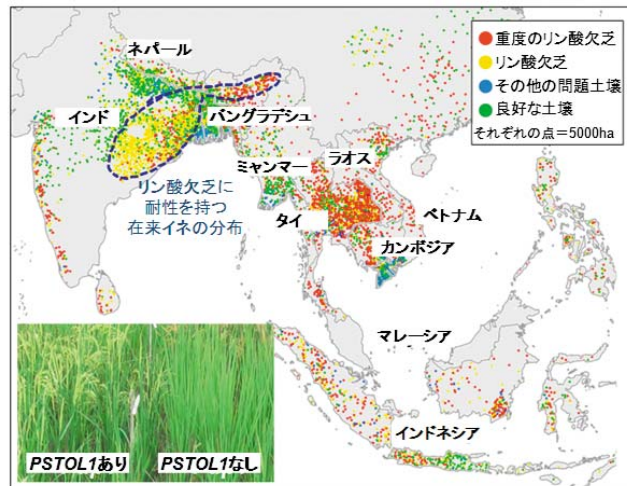 ネパール
インド
バングラデシュ
ミャンマー
ラオス
タイ
ベトナム
カンボジア
マレーシア
インドネシア
リン酸欠乏に
耐性を持つ
在来イネの分布
重度のリン酸欠乏
リン酸欠乏
その他の問題土壌
良好な土壌
それぞれの点=5000ha
PSTOL1あり
PSTOL1なし